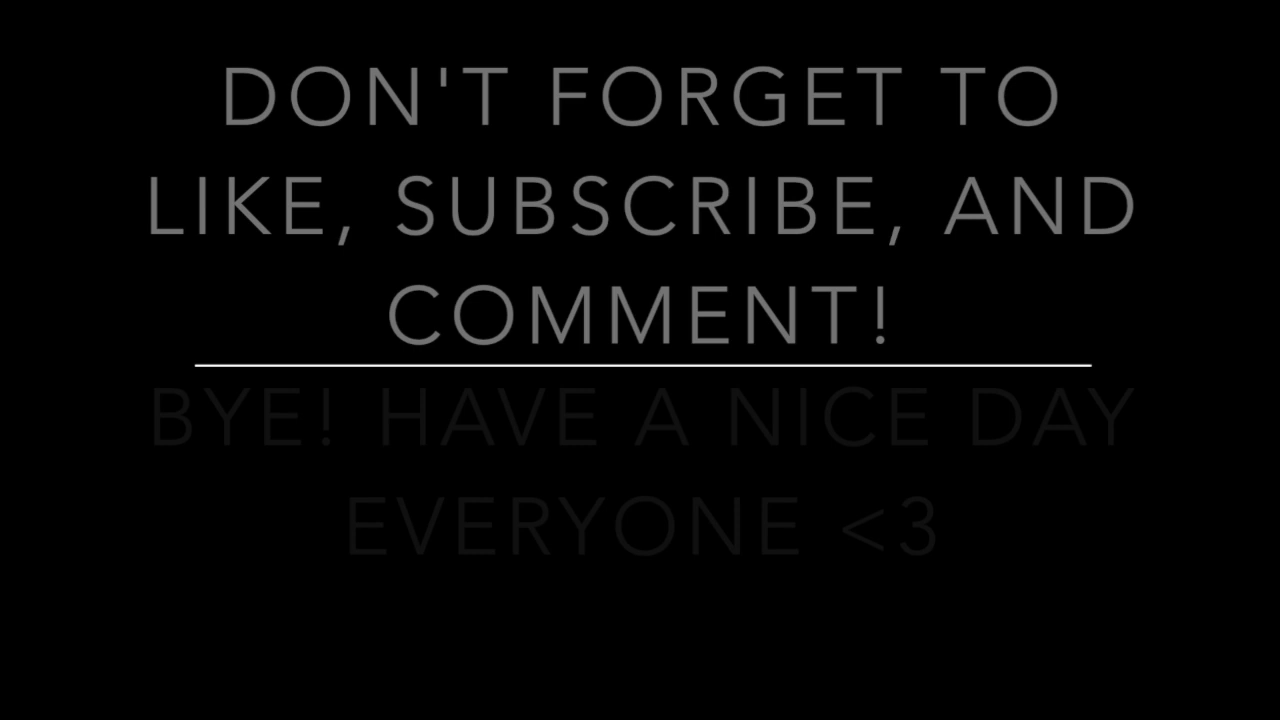 DON'T FORGET TO
LIKE, SUBSCRIBE, AND
COMMENT!
BYE! HAVE A NICE DAY
EVERYONE <3